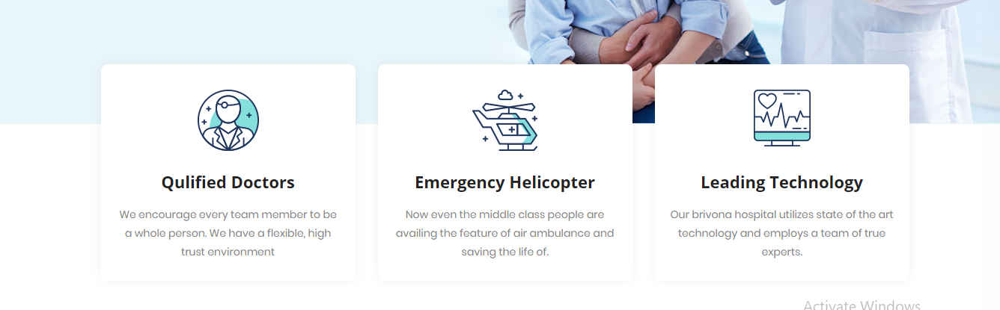 Qulified Doctors
We encourage every team member to be
a whole person. We have a flexible, high
trust environment
Emergency Helicopter
Now even the middle class people are
availing the feature of air ambulance and
saving the life of.
Leading Technology
Our brivona hospital utilizes state of the art
technology and employs a team of true
experts.
Activate Windows